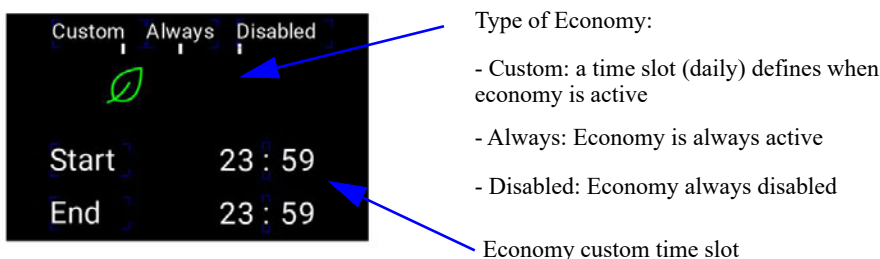 Custom Always Disabled
Start 23 : 59
End 23 : 59
Type of Economy:
- Custom: a time slot (daily) defines when
economy is active
- Always: Economy is always active
- Disabled: Economy always disabled
Economy custom time slot